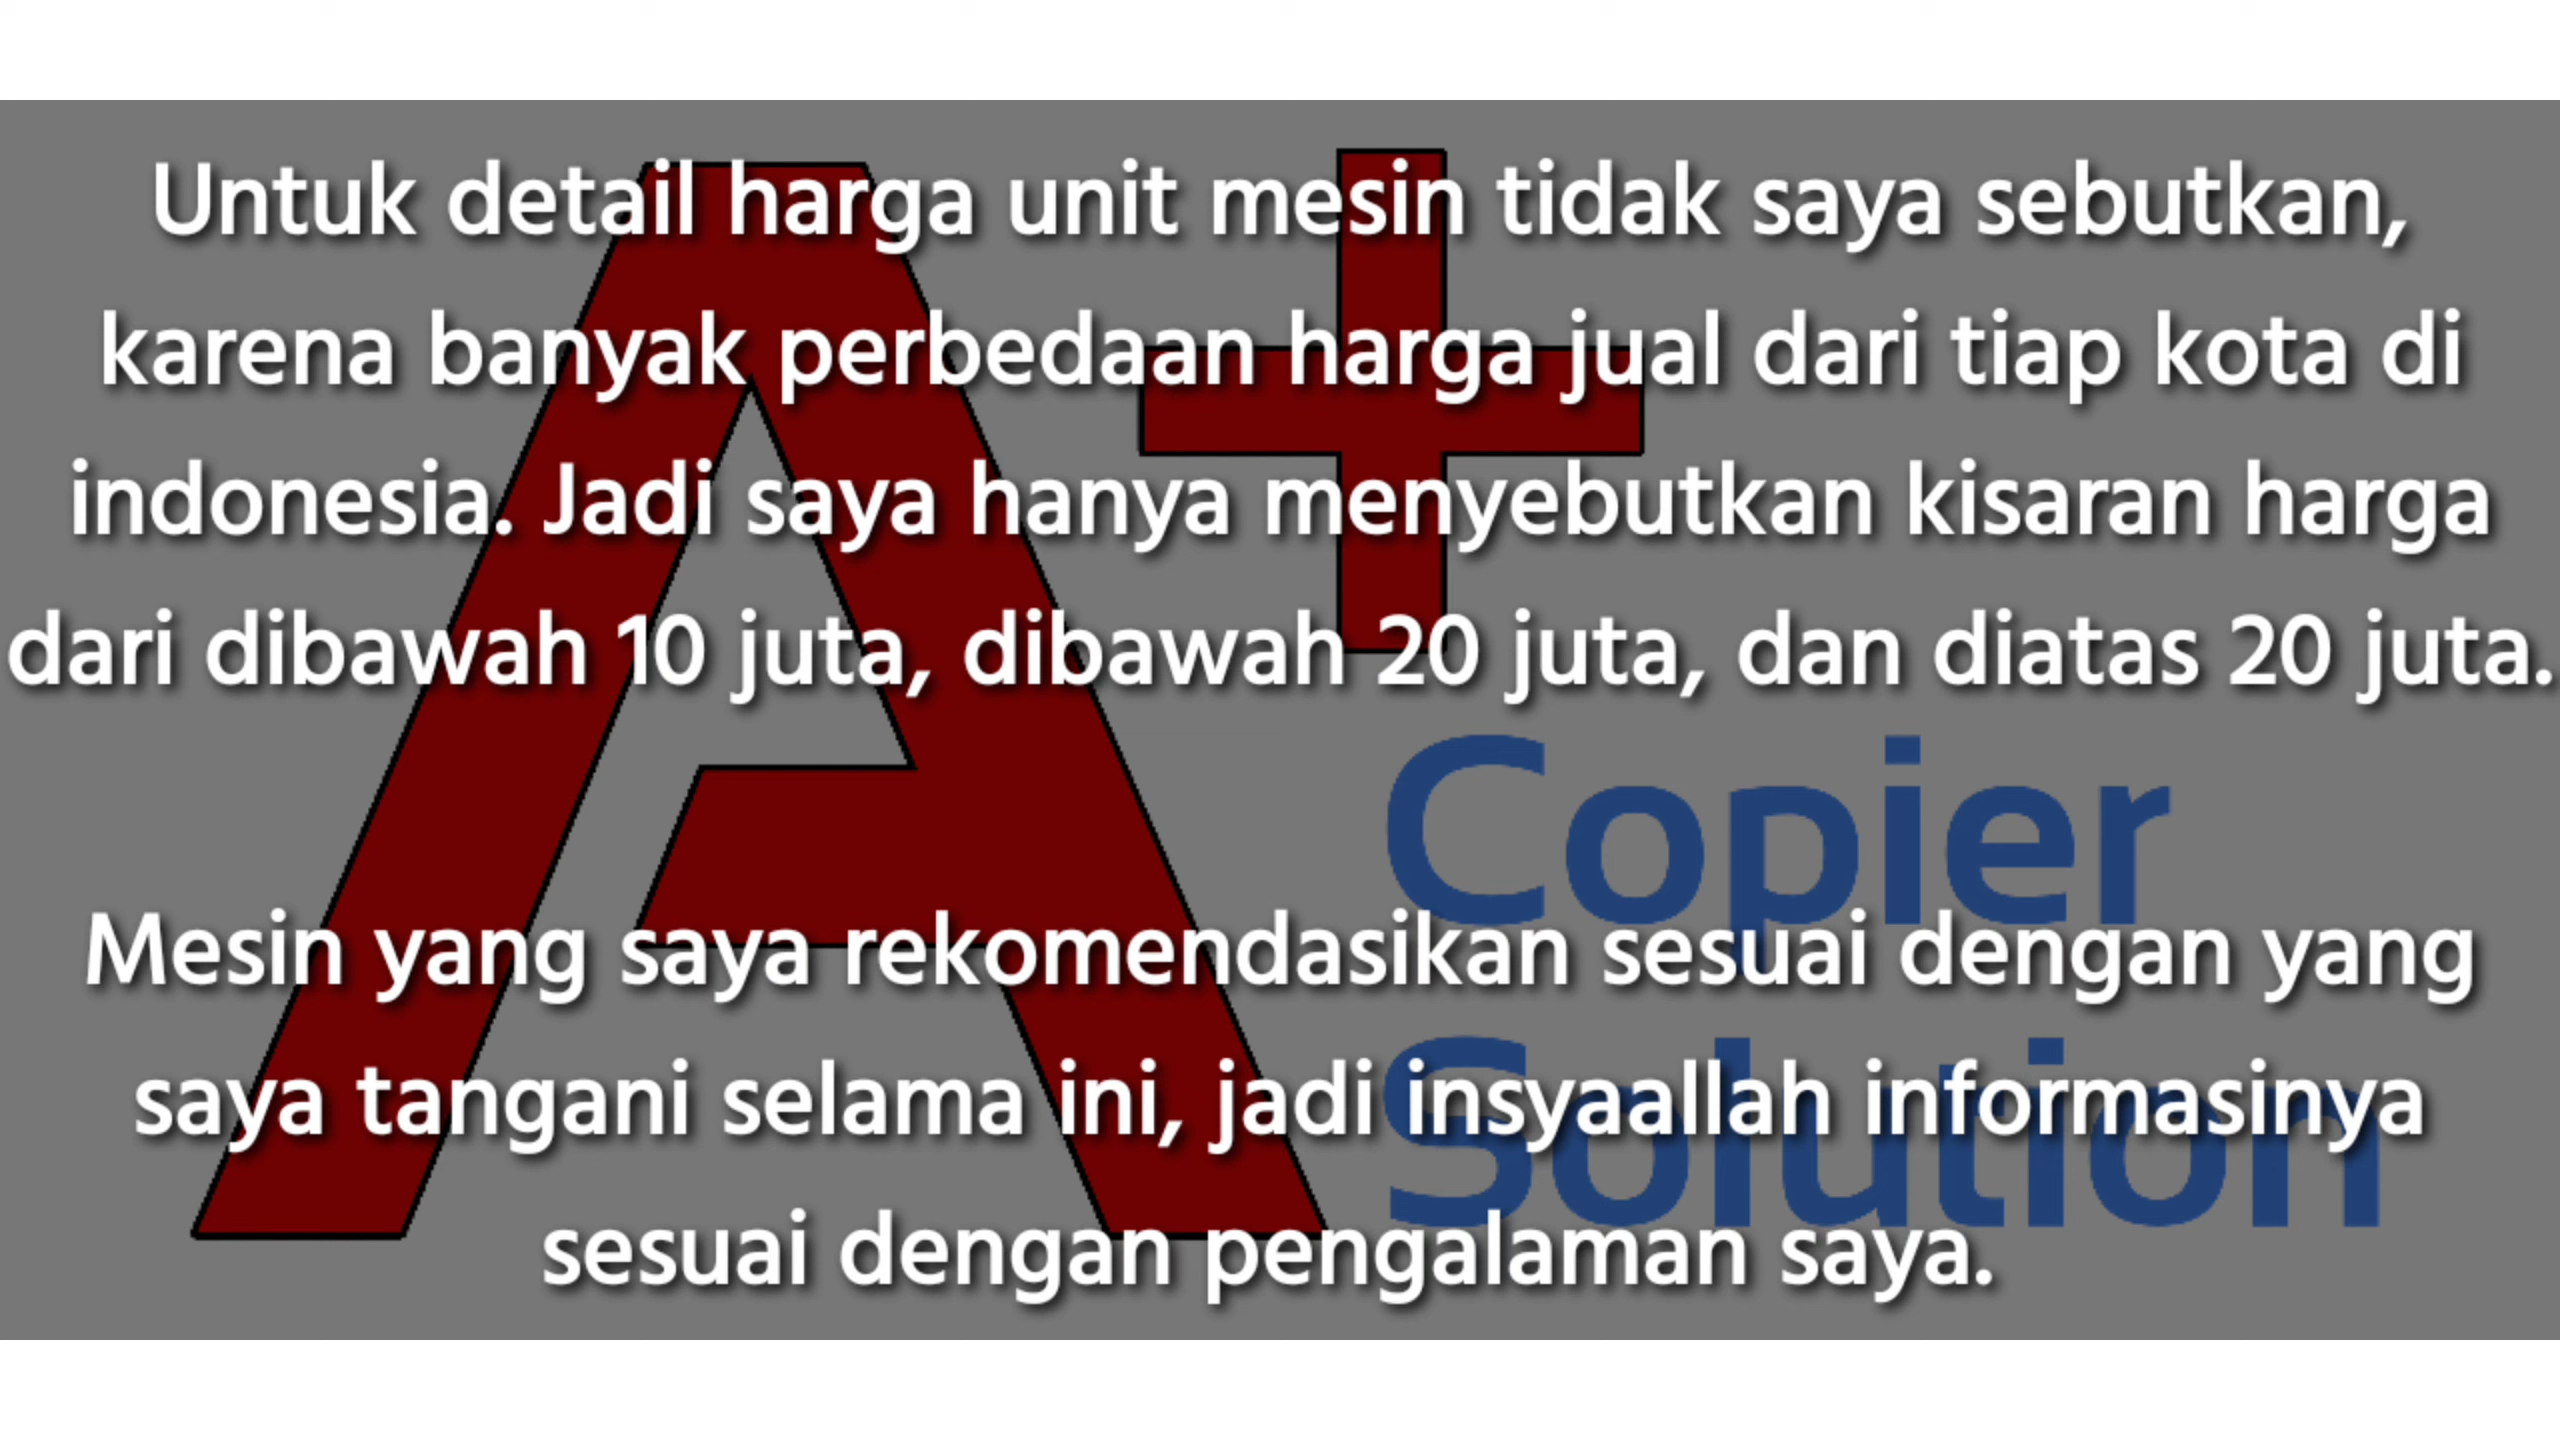 Untuk detail harga unit mesin tidak saya sebutkan,
karena banyak perbedaan harga jual dari tiap kota di
indonesia. Jadi saya hanya menyebutkan kisaran harga
dari dibawah 10 juta, dibawah 20 juta, dan diatas 20 juta.
Mesin yang saya rekomendasikan sesuai dengan yang
saya tangani selama ini, jadi insyaallah informasinya
sesuai dengan pengalaman saya.
A+
Copier
Solution